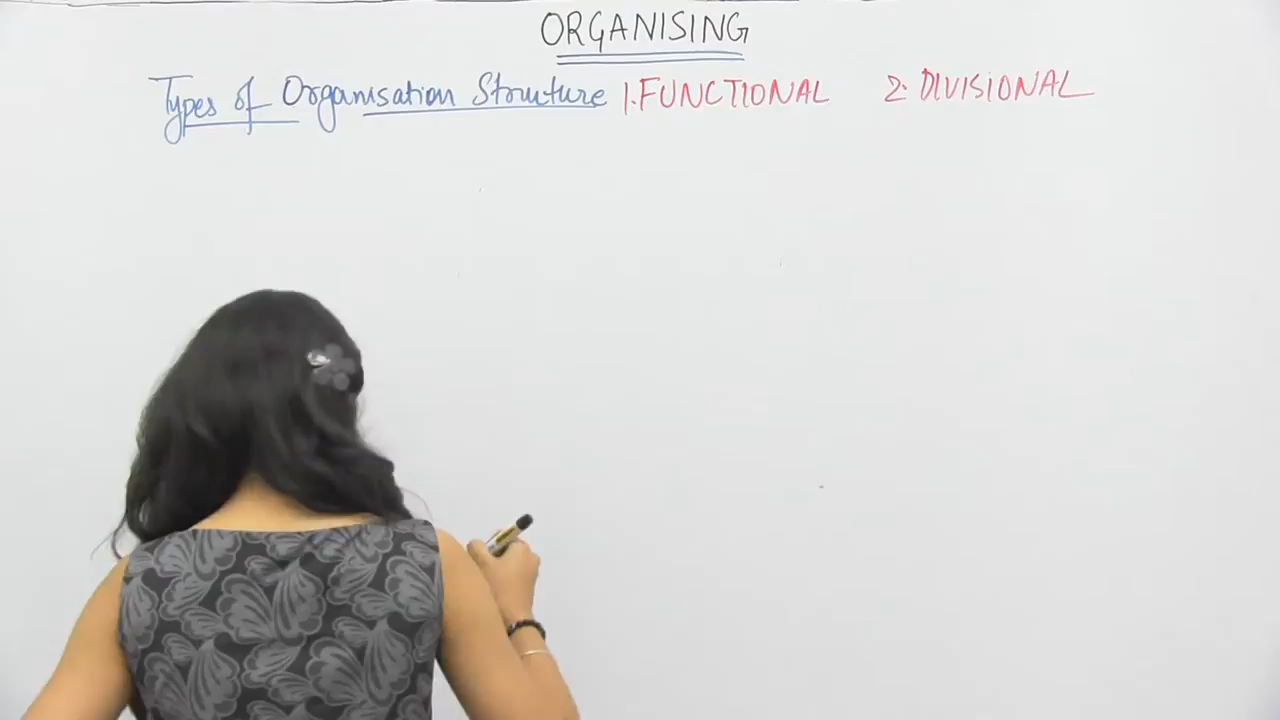 ORGANISING
Types of Organisation Structure 1.FUNCTIONAL 2. DIVISIONAL